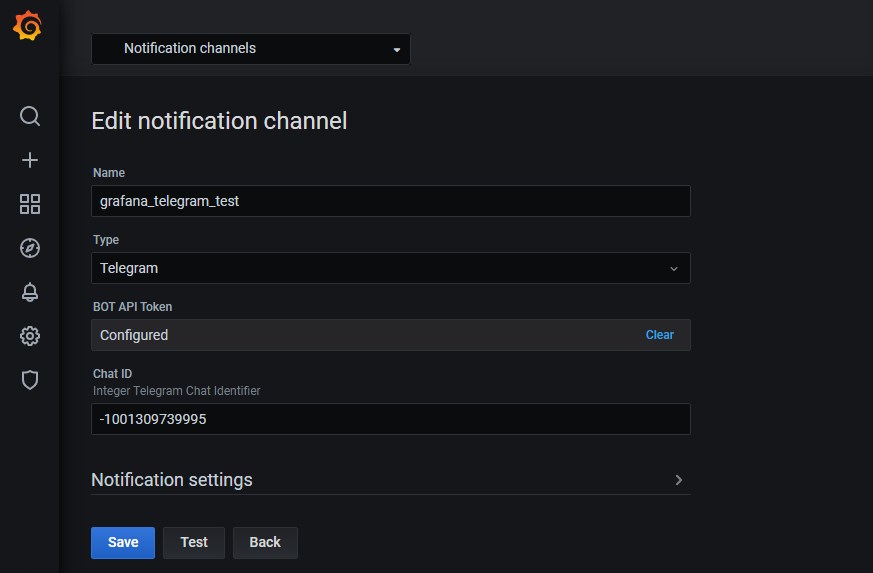 Notification channels
Edit notification channel
Name
grafana_telegram_test
Type
Telegram
BOT API Token
Configured
Clear
Chat ID
Integer Telegram Chat Identifier
-1001309739995
Notification settings
Save
Test
Back